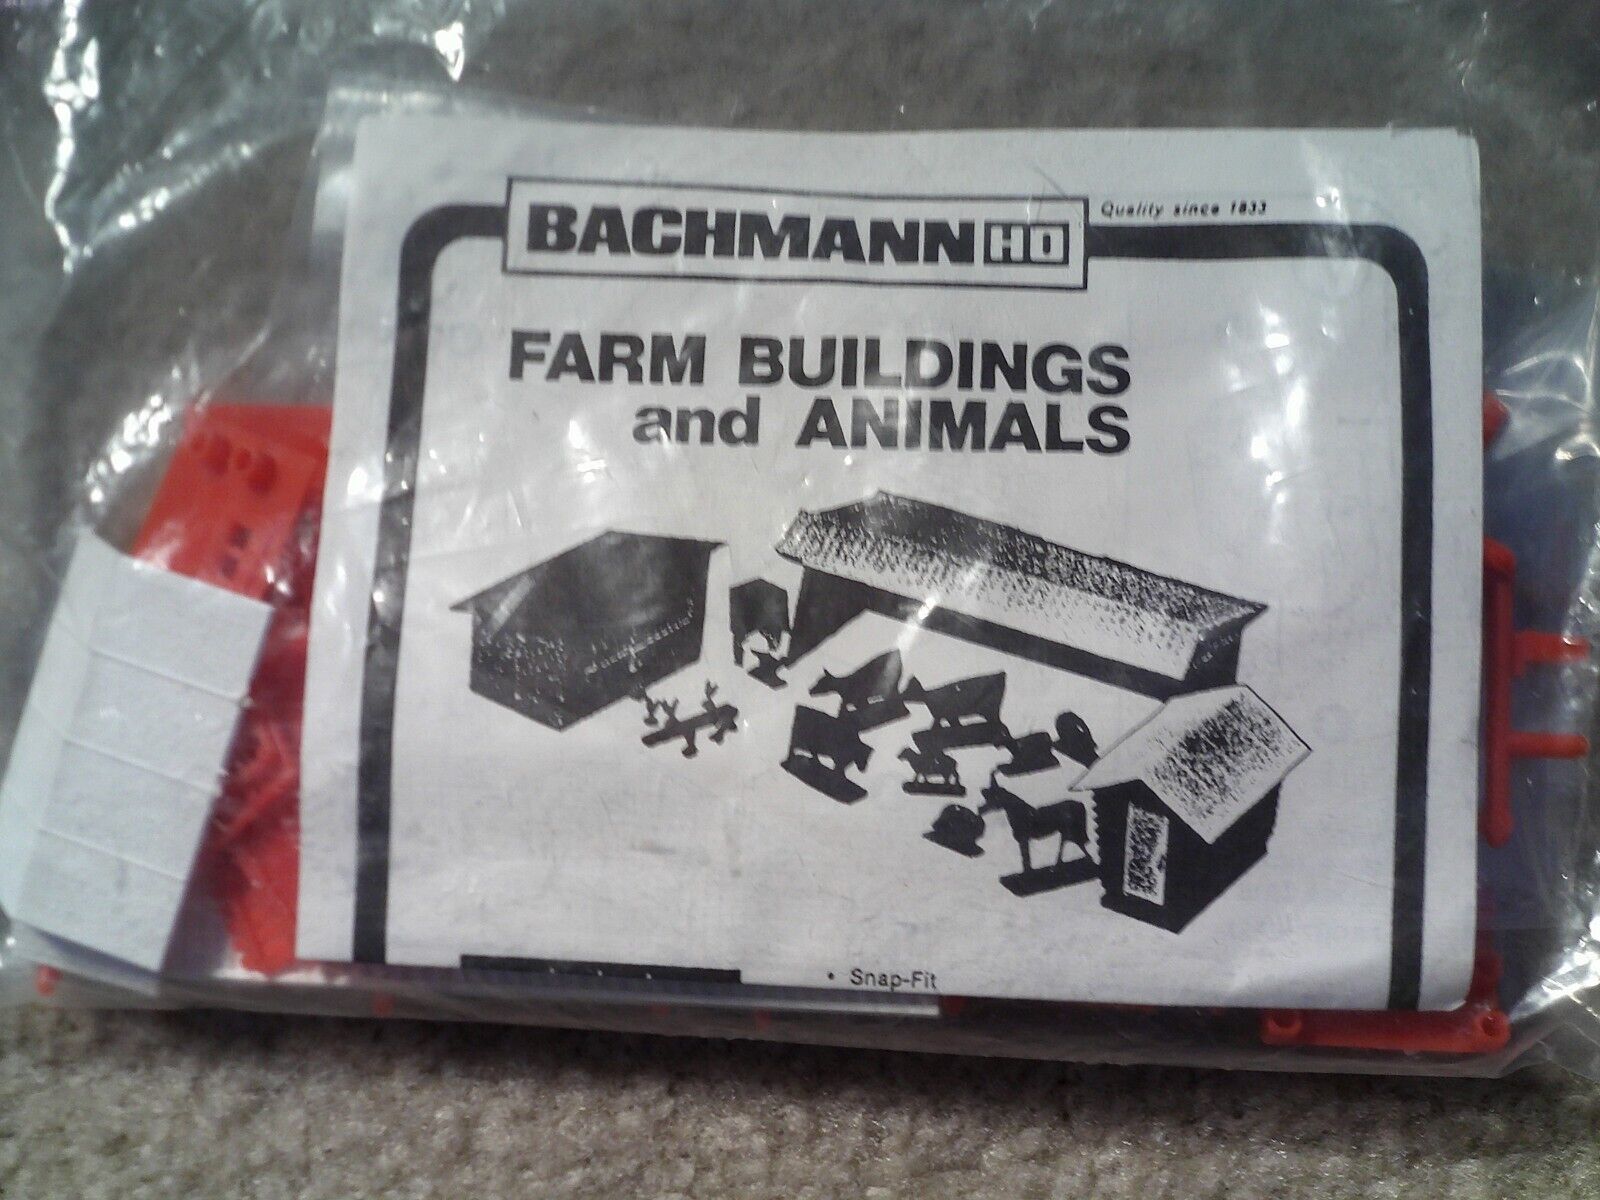 BACHMANN HO
Quality since 1833
FARM BUILDINGS
and ANIMALS
• Snap-Fit